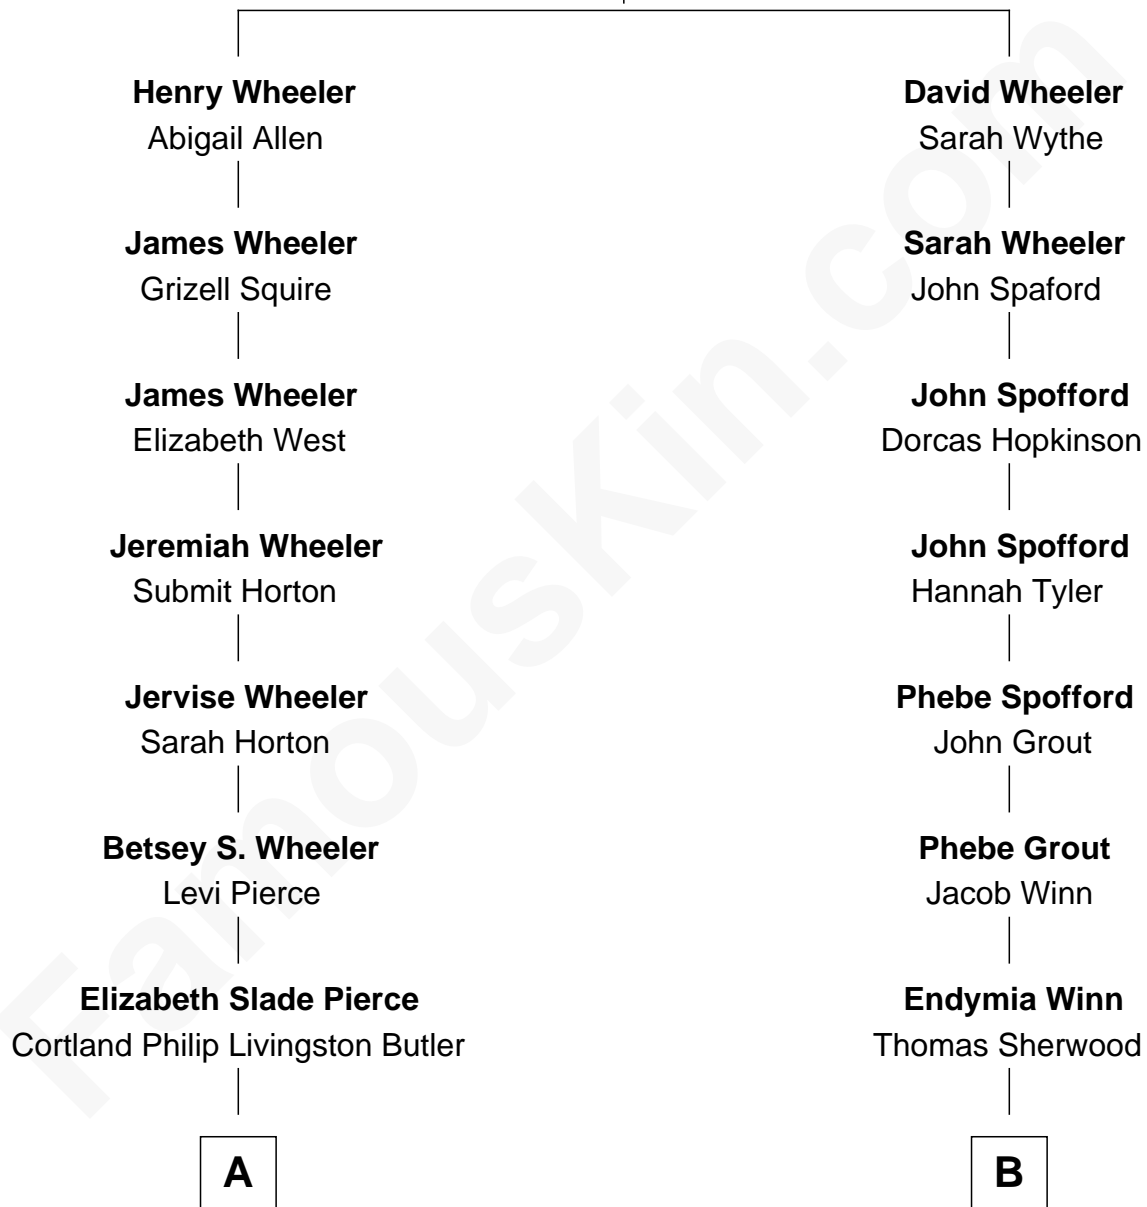 Henry Wheeler
Abigail Allen
James Wheeler
Grizell Squire
James Wheeler
Elizabeth West
Jeremiah Wheeler
Submit Horton
Jervise Wheeler
Sarah Horton
Betsey S. Wheeler
Levi Pierce
Elizabeth Slade Pierce
Cortland Philip Livingston Butler
A
David Wheeler
Sarah Wythe
Sarah Wheeler
John Spaford
John Spofford
Dorcas Hopkinson
John Spofford
Hannah Tyler
Phebe Spofford
John Grout
Phebe Grout
Jacob Winn
Endymia Winn
Thomas Sherwood
B
FamousKin.com